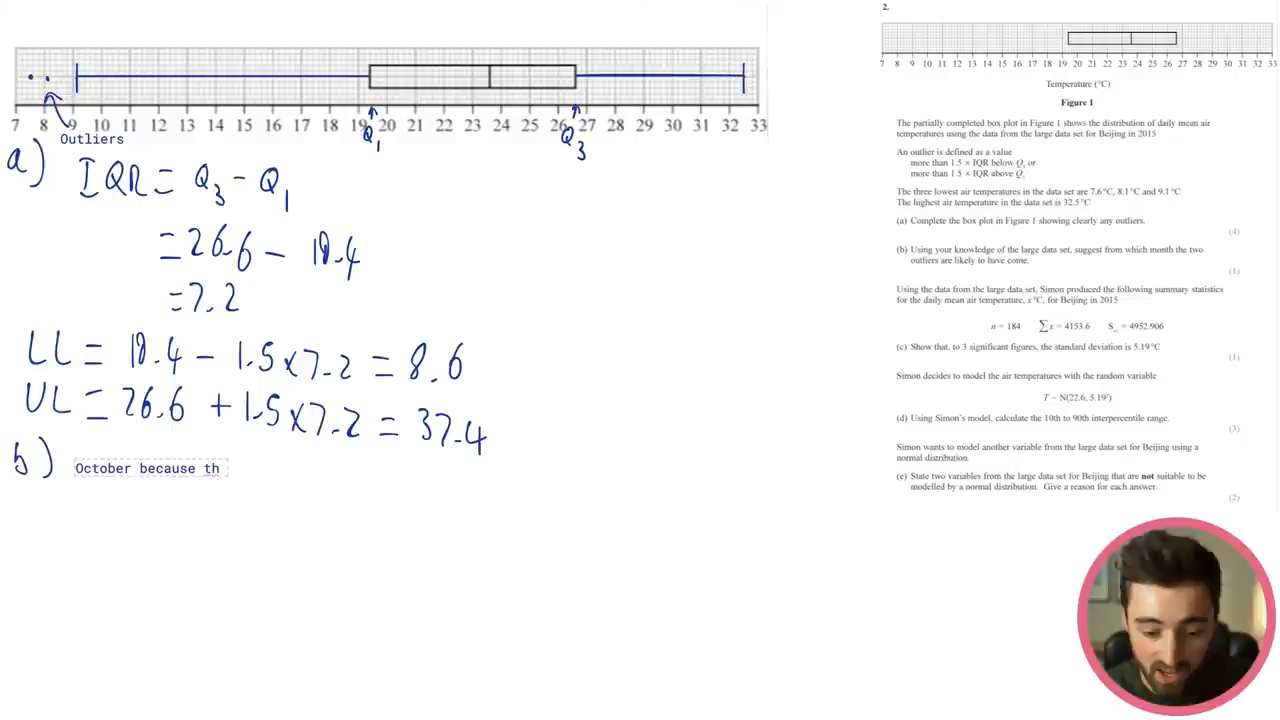 7 8 9 10 11 12 13 14 15 16 17 18 19 20 21 22 23 24 25 26 27 28 29 30 31 32 33
Q1 Q3
Outliers
a) IQR = Q3 - Q1
= 26.6 - 19.4
= 7.2
LL = 19.4 - 1.5 × 7.2 = 8.6
UL = 26.6 + 1.5 × 7.2 = 37.4
b) October because th
2.
7 8 9 10 11 12 13 14 15 16 17 18 19 20 21 22 23 24 25 26 27 28 29 30 31 32 33
Temperature (°C)
Figure 1
The partially completed box plot in Figure 1 shows the distribution of daily mean air
temperatures using the data from the large data set for Beijing in 2015
An outlier is defined as a value
more than 1.5 × IQR below Q1 or
more than 1.5 × IQR above Q3
The three lowest air temperatures in the data set are 7.6 °C, 8.1 °C and 9.1 °C
The highest air temperature in the data set is 32.5 °C
(a) Complete the box plot in Figure 1 showing clearly any outliers.
(4)
(b) Using your knowledge of the large data set, suggest from which month the two
outliers are likely to have come.
(1)
Using the data from the large data set, Simon produced the following summary statistics
for the daily mean air temperature, x °C, for Beijing in 2015
n = 184 ∑x = 4153.6 Sxx = 4952.906
(c) Show that, to 3 significant figures, the standard deviation is 5.19 °C
(1)
Simon decides to model the air temperatures with the random variable
T ~ N(22.6, 5.19²)
(d) Using Simon's model, calculate the 10th to 90th interpercentile range.
(3)
Simon wants to model another variable from the large data set for Beijing using a
normal distribution.
(e) State two variables from the large data set for Beijing that are not suitable to be
modelled by a normal distribution. Give a reason for each answer.
(2)